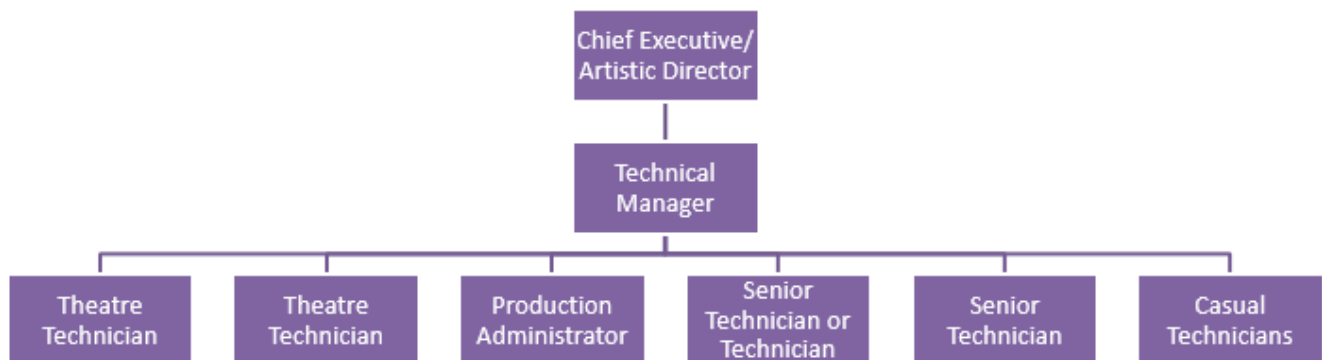 Chief Executive/
Artistic Director
Technical
Manager
Theatre
Technician
Theatre
Technician
Production
Administrator
Senior
Technician or
Technician
Senior
Technician
Casual
Technicians